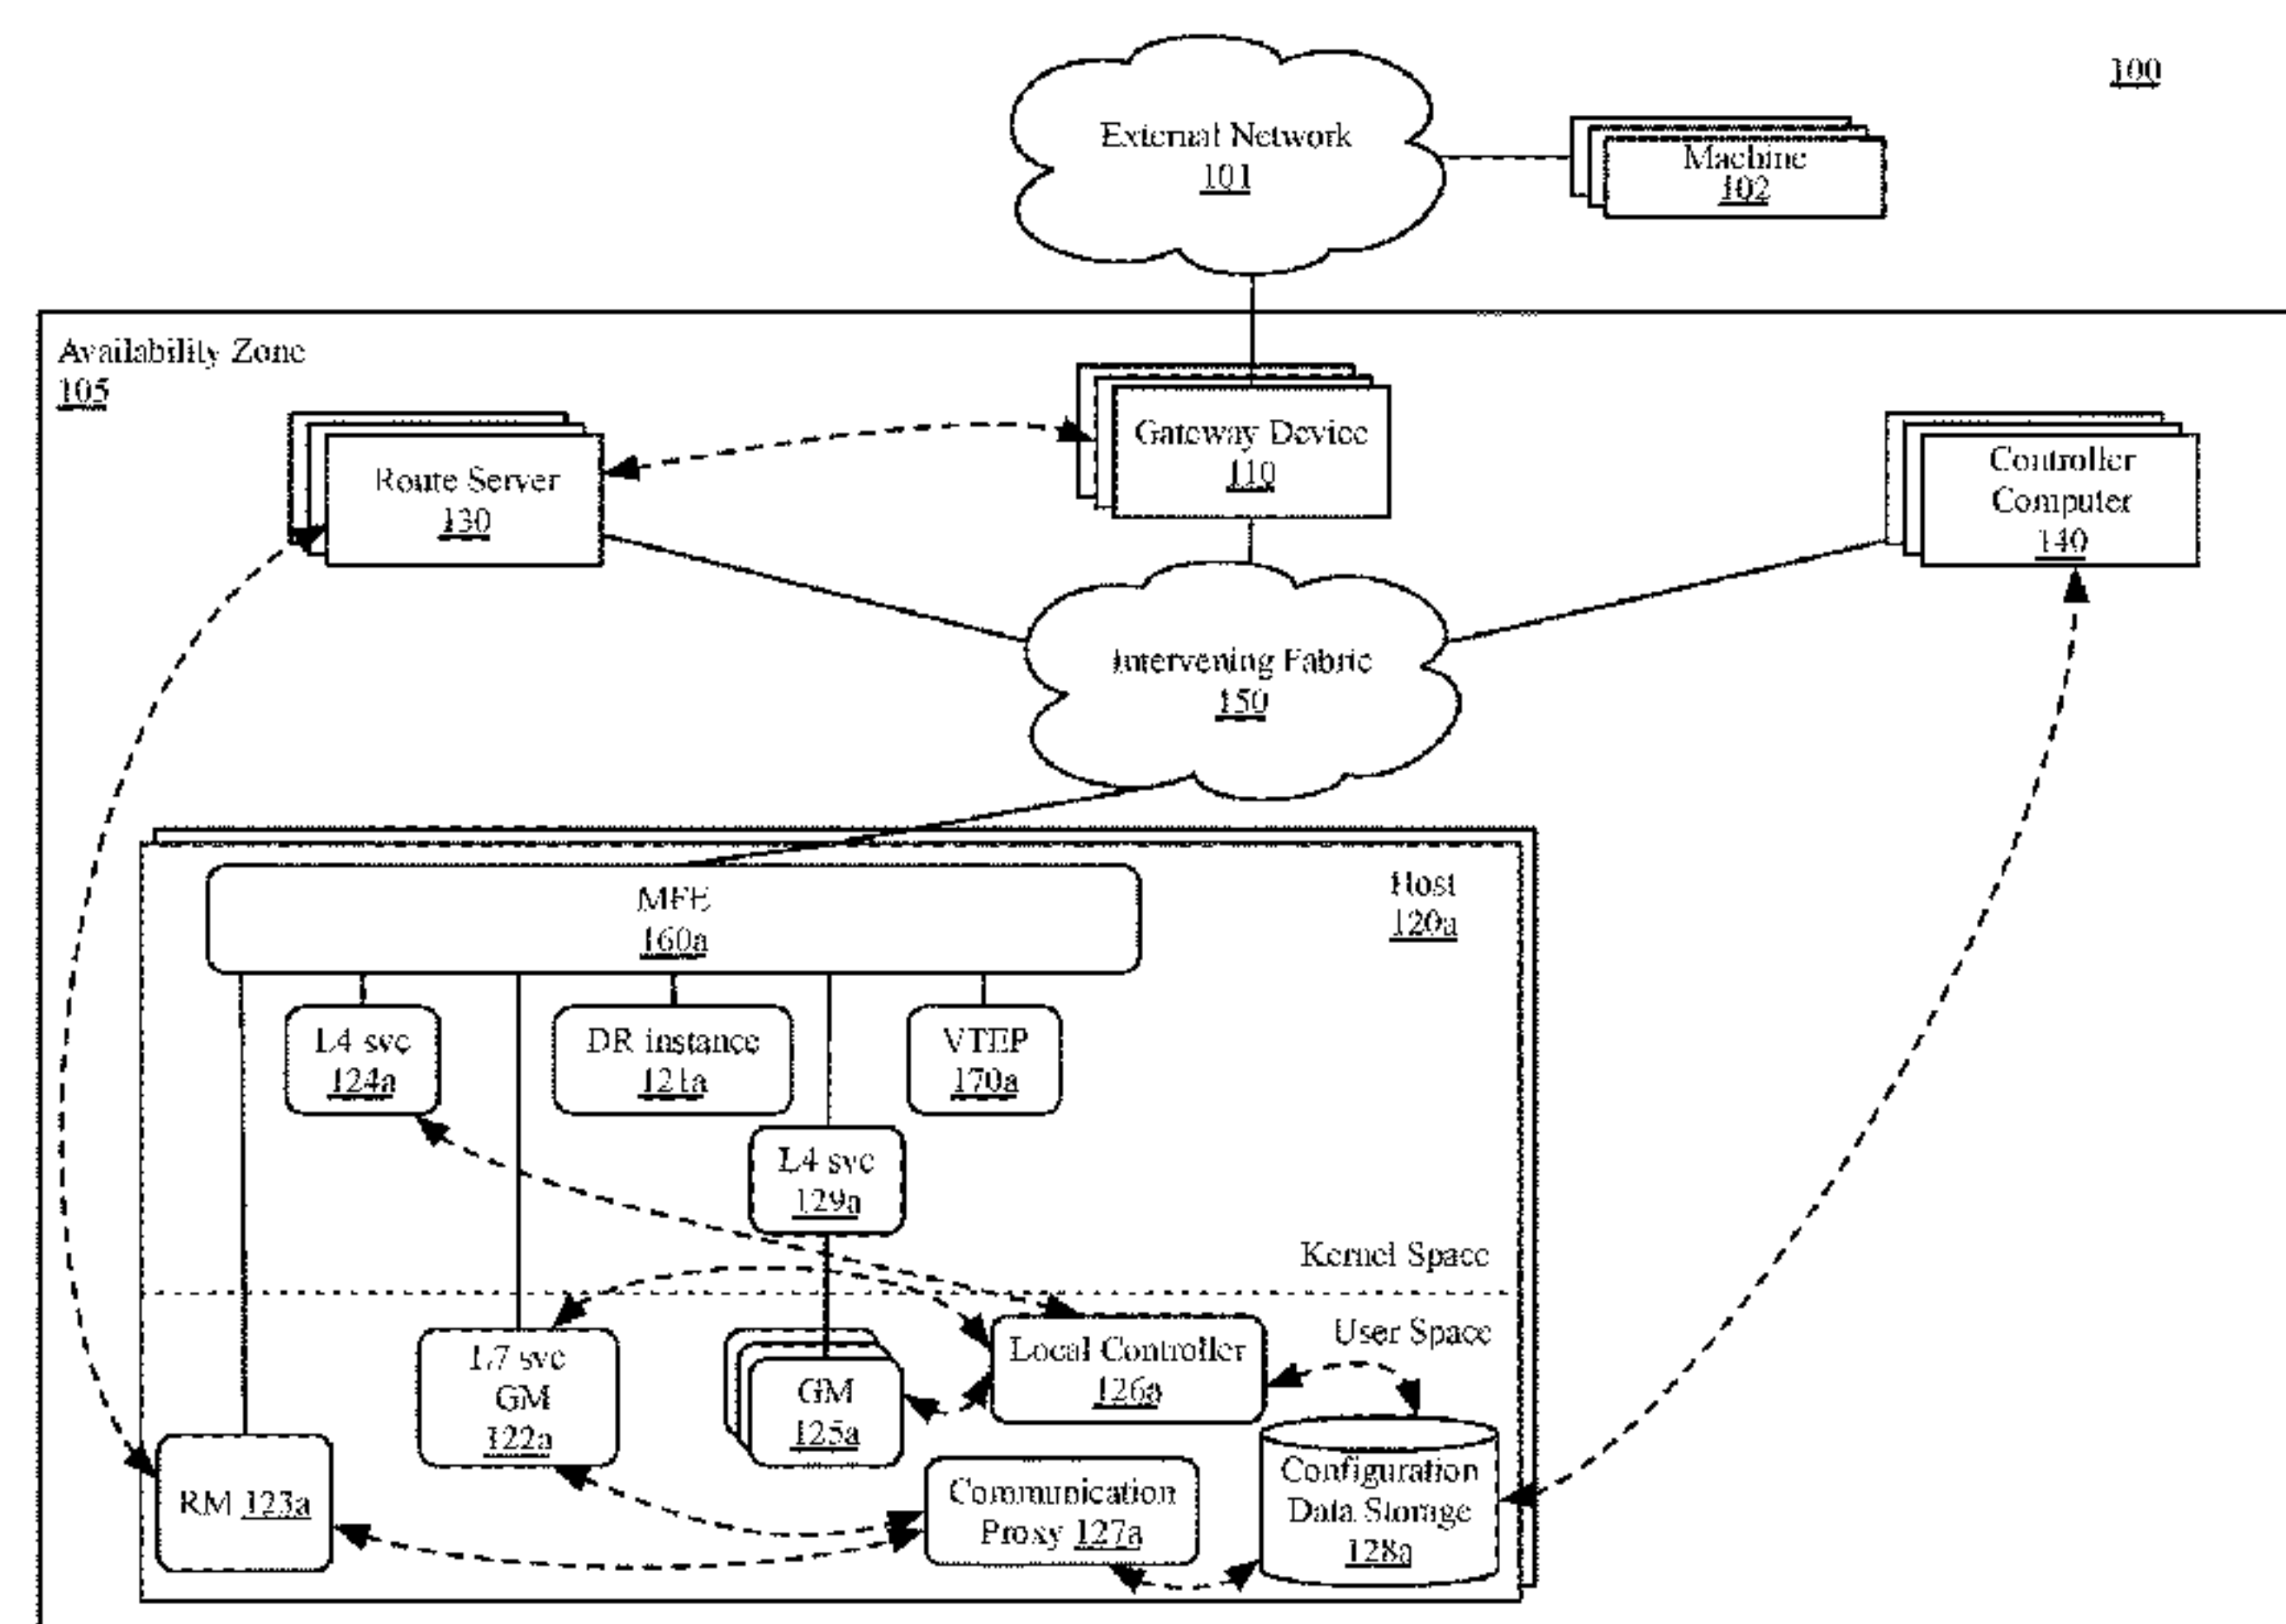 100
External Network
101
Machine
102
Availability Zone
105
Gateway Device
110
Route Server
130
Controller
Computer
140
Intervening Fabric
150
Host
120a
MFE
160a
L4 svc
124a
DR instance
121a
VTEP
170a
L4 svc
129a
Kernel Space
User Space
L7 svc
GM
122a
GM
125a
Local Controller
126a
RM 123a
Communication
Proxy 127a
Configuration
Data Storage
128a